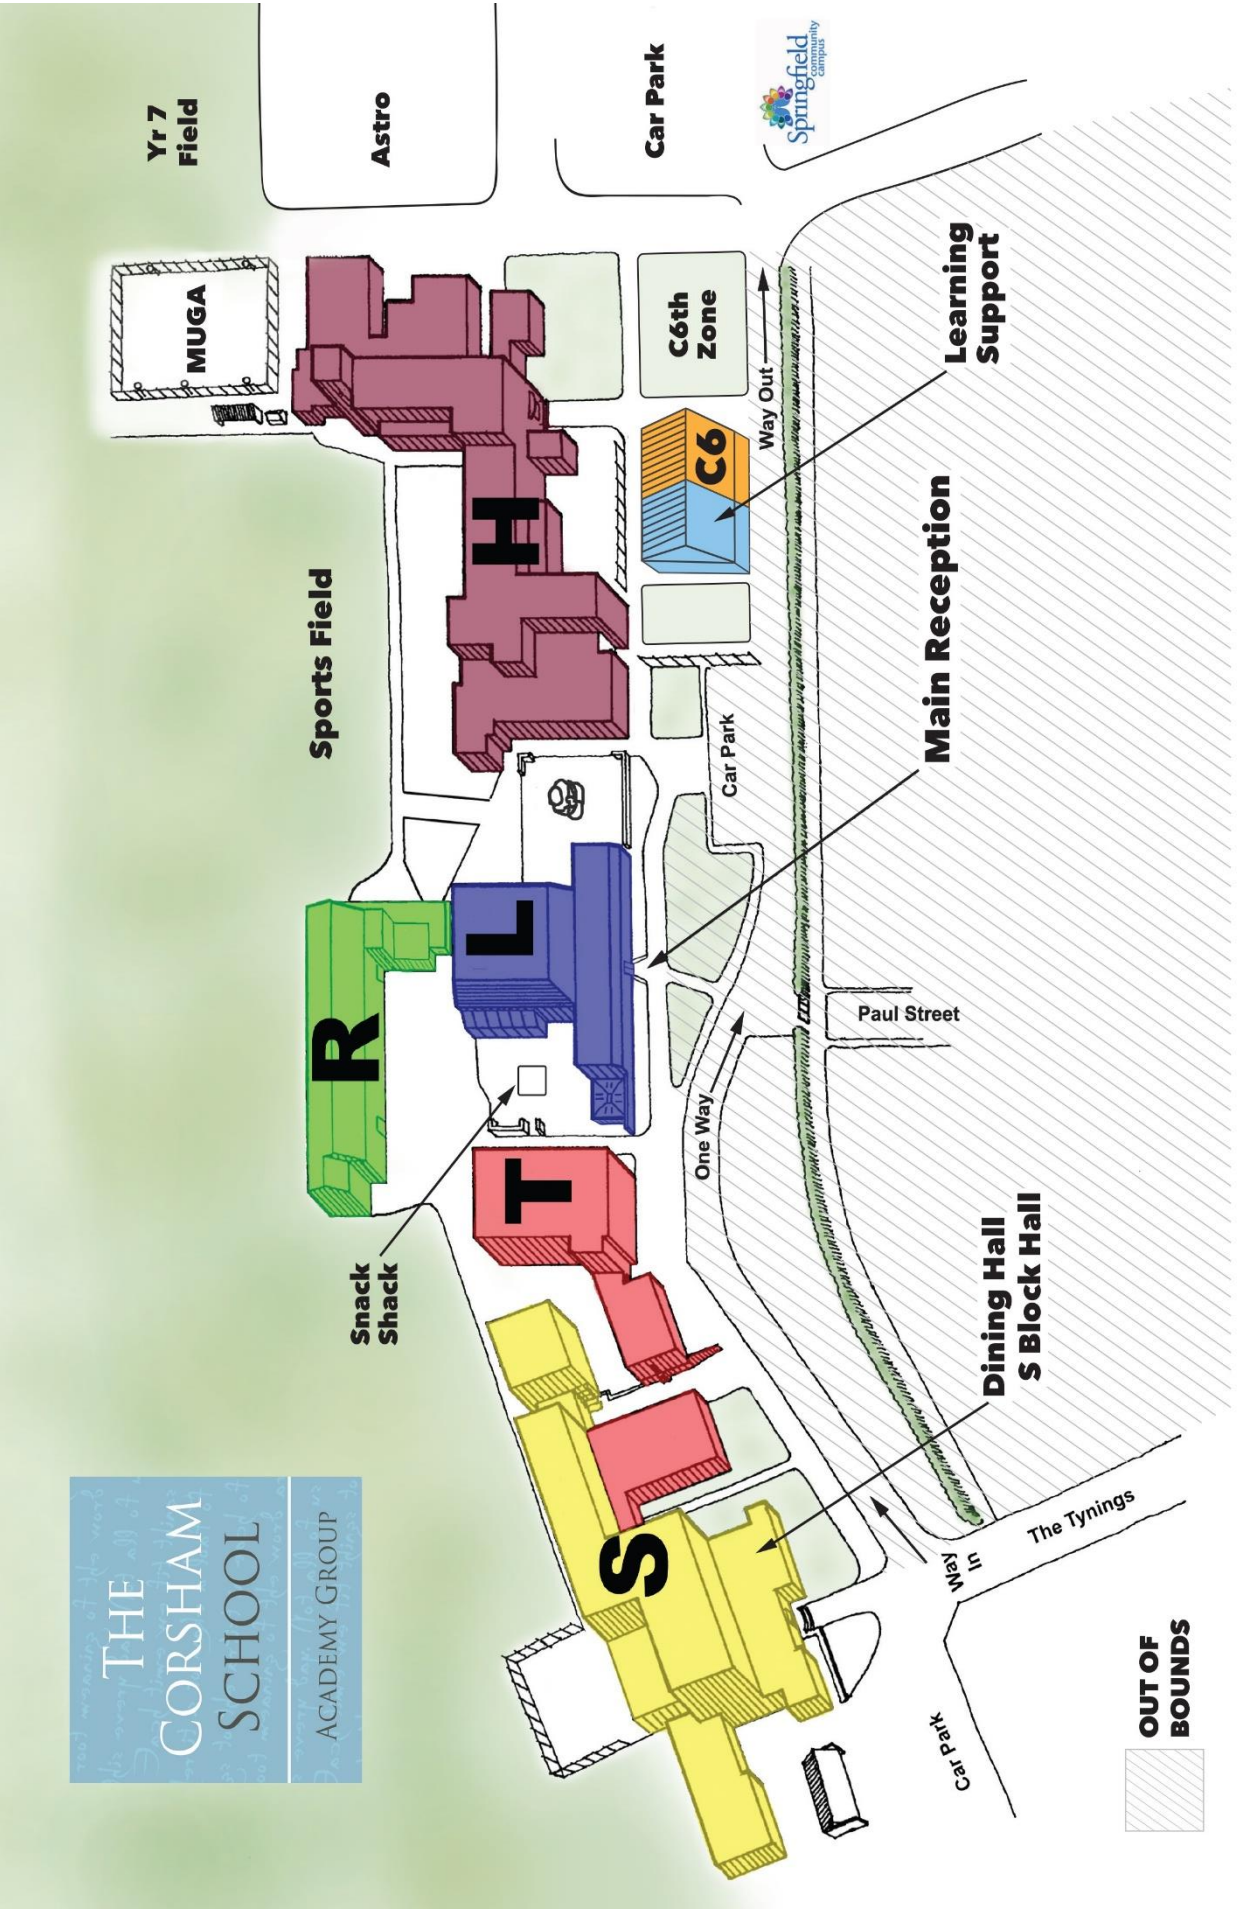 THE
CORSHAM
SCHOOL
ACADEMY GROUP
Yr 7
Field
MUGA
Astro
Sports Field
Snack
Shack
R
H
L
T
S
C6
C6th
Zone
Car Park
Springfield
community
campus
Car Park
Way Out
One Way
Paul Street
Learning
Support
Main Reception
Dining Hall
S Block Hall
Way
In
The Tynings
Car Park
OUT OF
BOUNDS